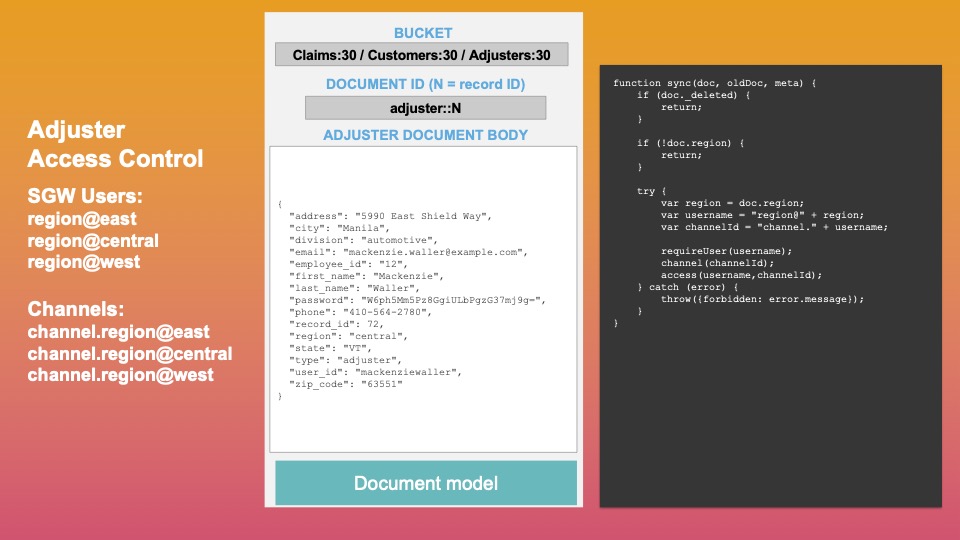 Adjuster
Access Control
SGW Users:
region@east
region@central
region@west
Channels:
channel.region@east
channel.region@central
channel.region@west
BUCKET
Claims:30 / Customers:30 / Adjusters:30
DOCUMENT ID (N = record ID)
adjuster::N
ADJUSTER DOCUMENT BODY
{
  "address": "5990 East Shield Way",
  "city": "Manila",
  "division": "automotive",
  "email": "mackenzie.waller@example.com",
  "employee_id": "12",
  "first_name": "Mackenzie",
  "last_name": "Waller",
  "password": "W6ph5Mm5Pz8GgiULbPgzG37mj9g=",
  "phone": "410-564-2780",
  "record_id": 72,
  "region": "central",
  "state": "VT",
  "type": "adjuster",
  "user_id": "mackenziewaller",
  "zip_code": "63551"
}
Document model
function sync(doc, oldDoc, meta) {
    if (doc._deleted) {
        return;
    }
    if (!doc.region) {
        return;
    }
    try {
        var region = doc.region;
        var username = "region@" + region;
        var channelId = "channel." + username;
        requireUser(username);
        channel(channelId);
        access(username,channelId);
    } catch (error) {
        throw({forbidden: error.message});
    }
}